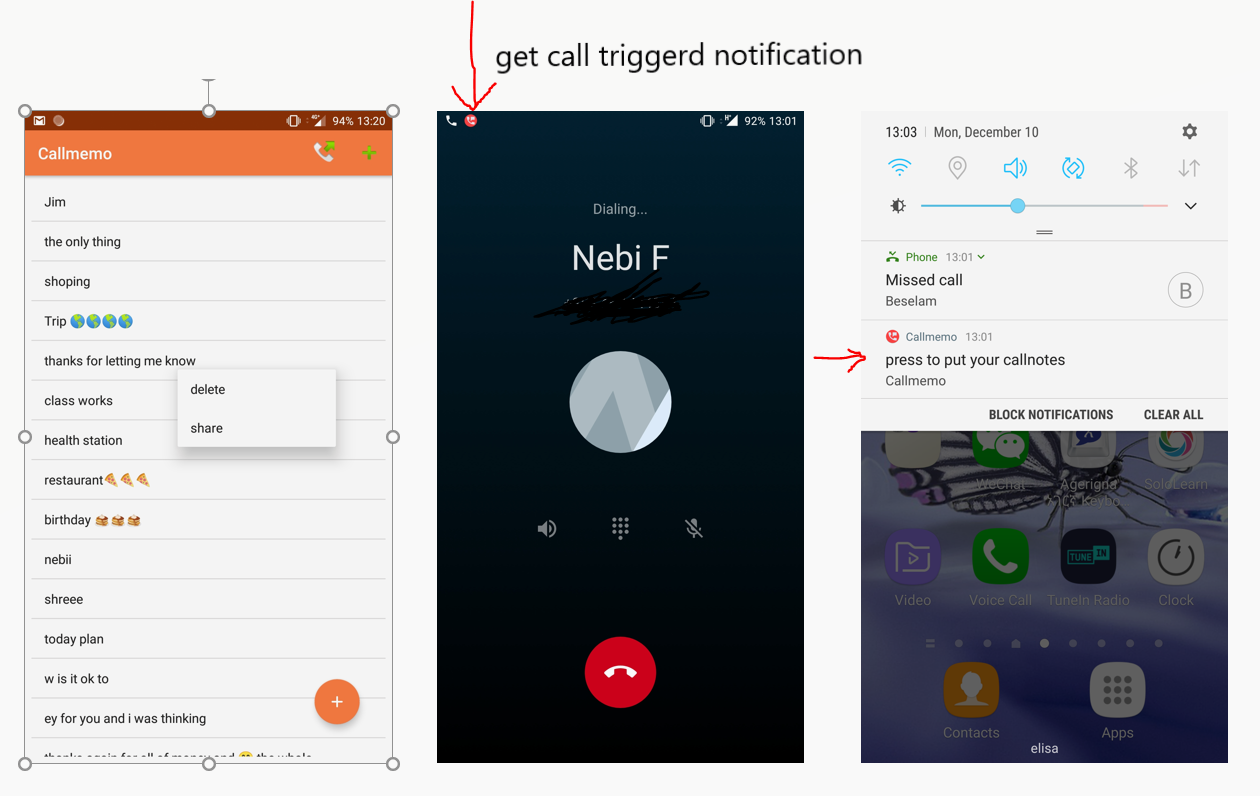 get call triggerd notification
94% 13:20
Callmemo
Jim
the only thing
shoping
Trip 🌍🌍🌍🌍
thanks for letting me know
class works
health station
restaurant🍕🍕🍕
birthday 🍰🍰🍰
nebii
shreee
today plan
w is it ok to
ey for you and i was thinking
delete
share
+
92% 13:01
Dialing...
Nebi F
13:03 Mon, December 10
Phone 13:01
Missed call
Beselam
B
Callmemo 13:01
press to put your callnotes
Callmemo
BLOCK NOTIFICATIONS CLEAR ALL
WeChat
SoloLearn
TUNE IN
Video Voice Call TuneIn Radio Clock
Contacts Apps
elisa